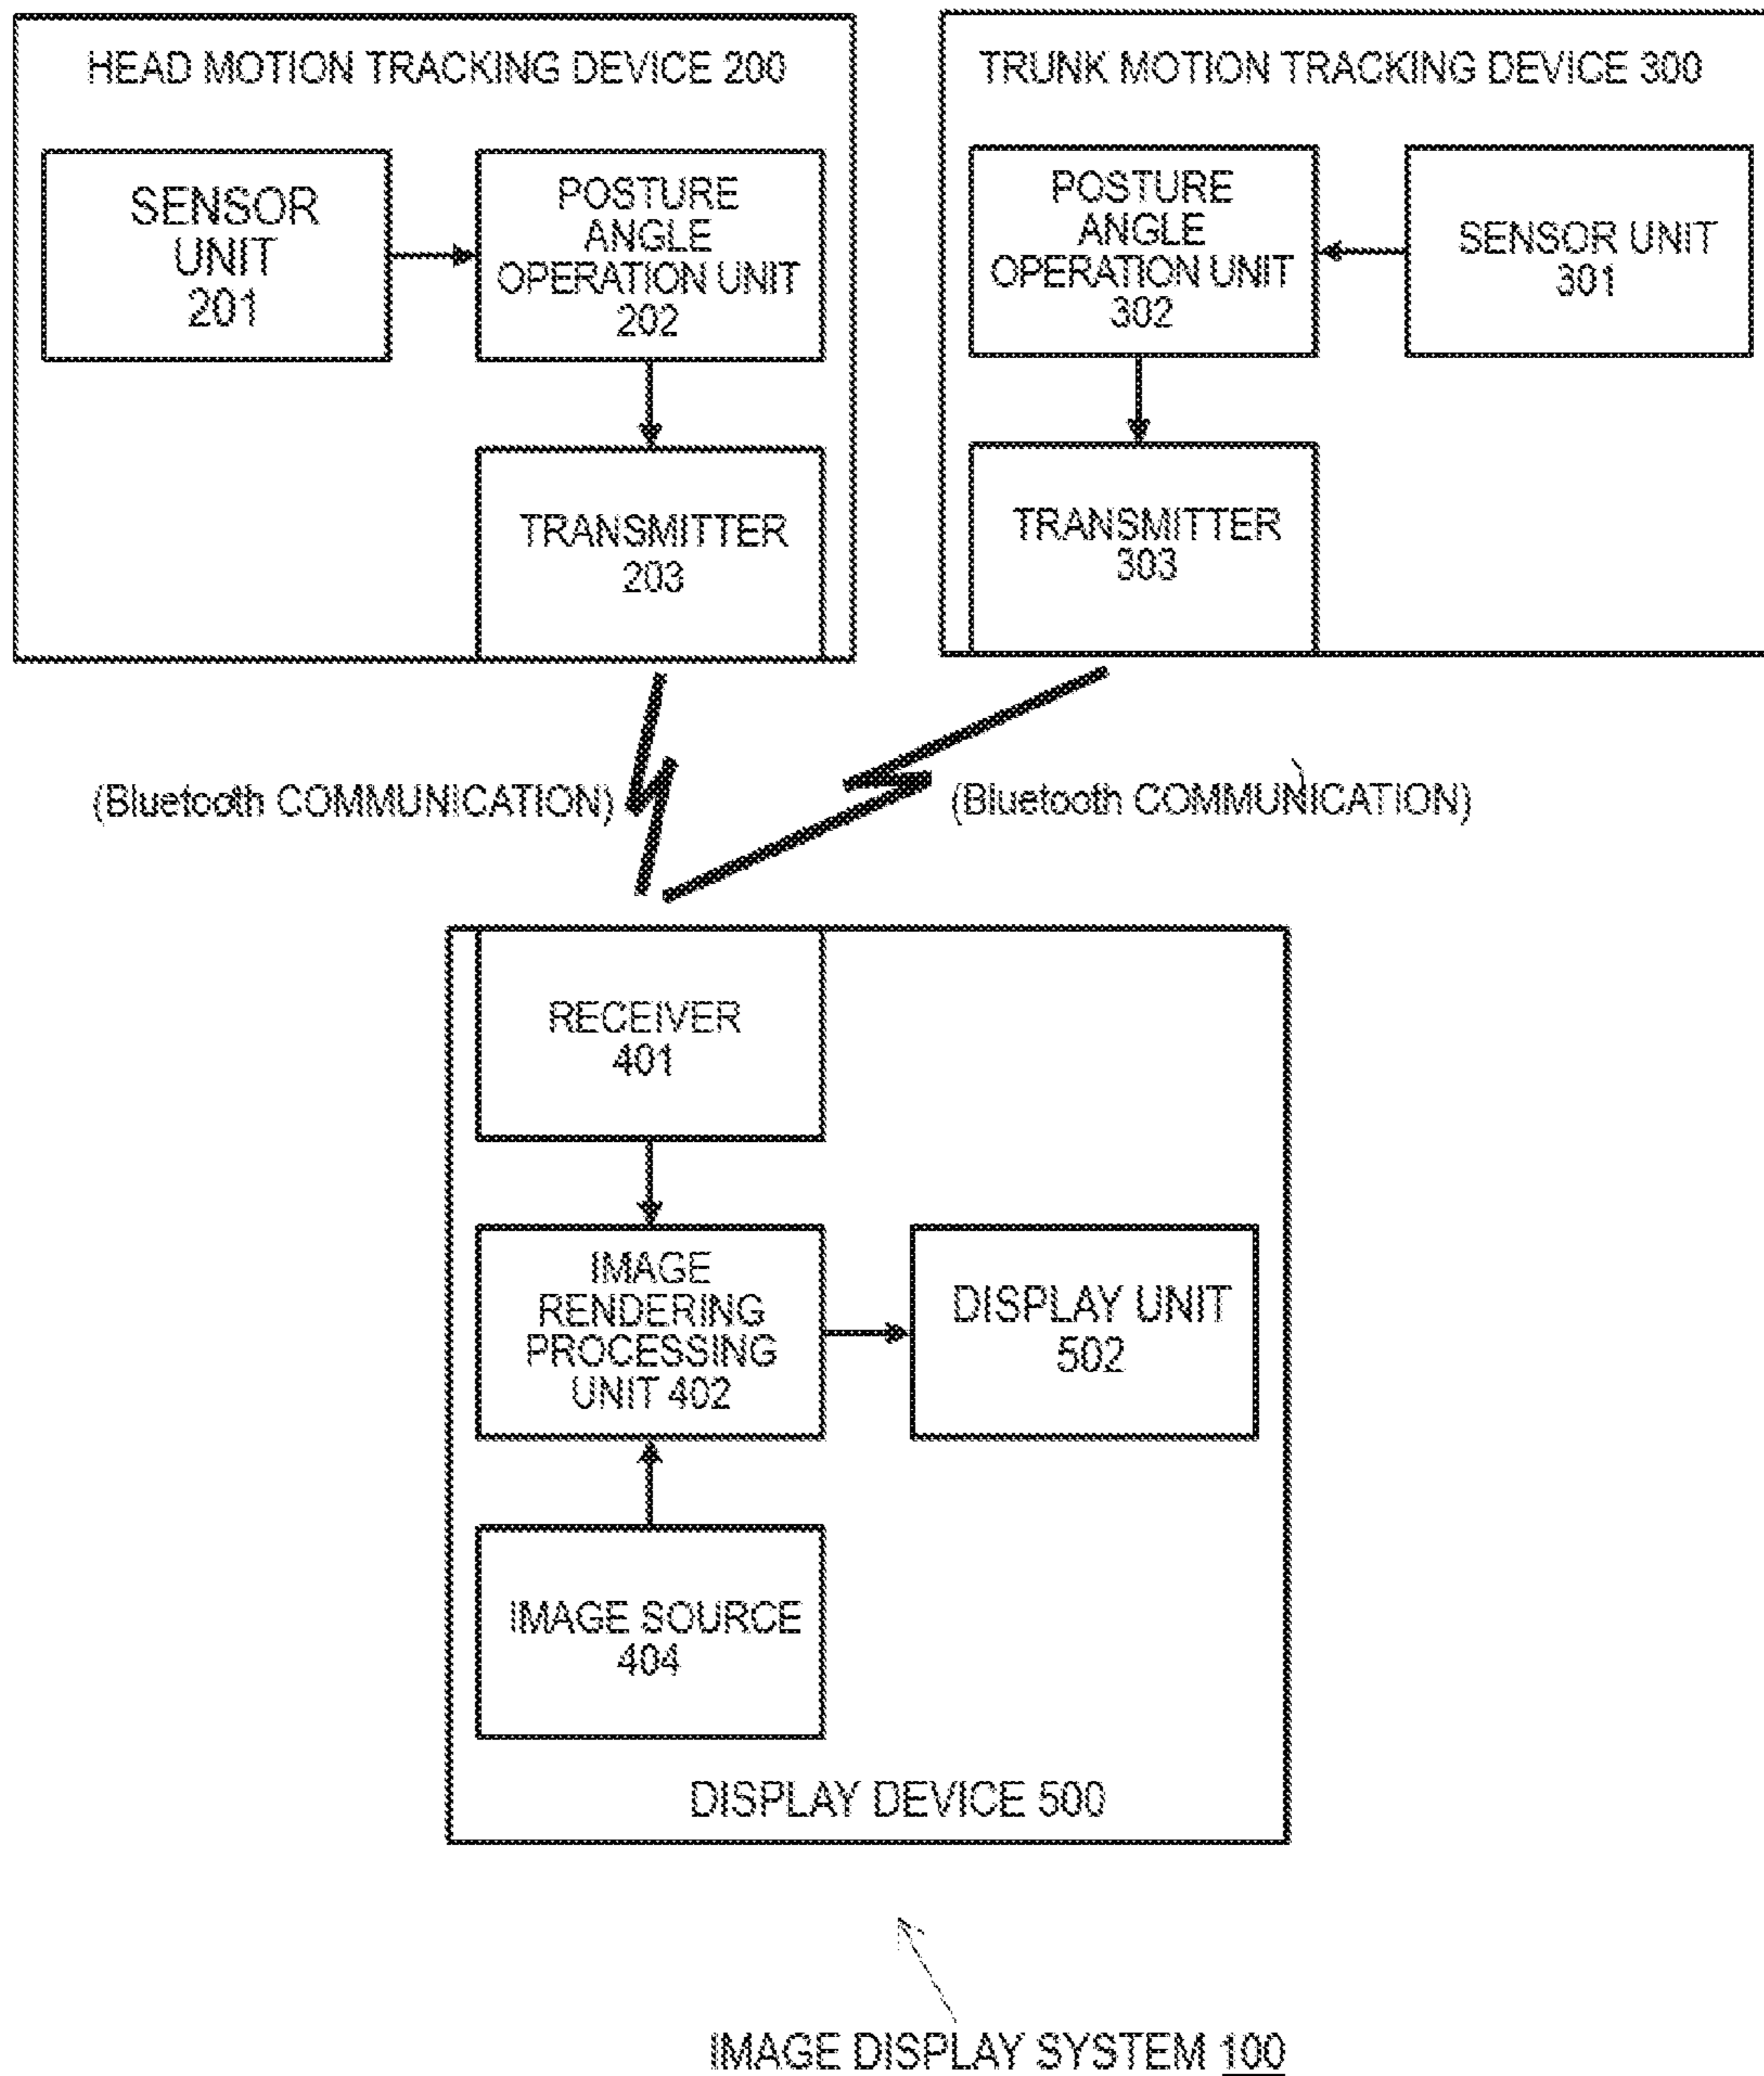 HEAD MOTION TRACKING DEVICE 200
SENSOR
UNIT
201
POSTURE
ANGLE
OPERATION UNIT
202
TRANSMITTER
203
TRUNK MOTION TRACKING DEVICE 300
POSTURE
ANGLE
OPERATION UNIT
302
SENSOR UNIT
301
TRANSMITTER
303
(Bluetooth COMMUNICATION)
(Bluetooth COMMUNICATION)
RECEIVER
401
IMAGE
RENDERING
PROCESSING
UNIT 402
DISPLAY UNIT
502
IMAGE SOURCE
404
DISPLAY DEVICE 500
IMAGE DISPLAY SYSTEM 100